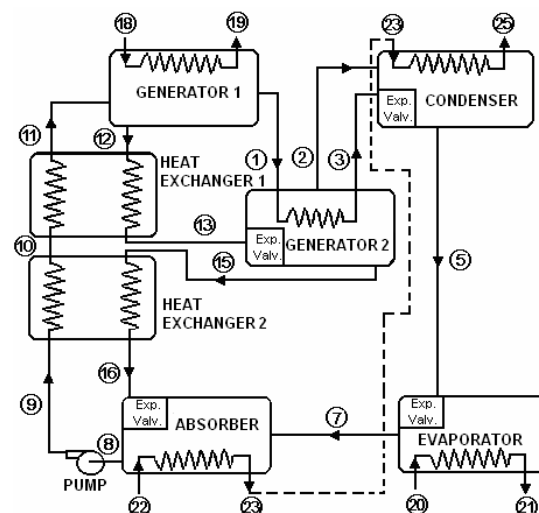 18 19 23 25
GENERATOR 1
CONDENSER
Exp.
Valv.
11 12 1 2 3
HEAT
EXCHANGER 1
10 13
Exp.
Valv.
GENERATOR 2
15 5
HEAT
EXCHANGER 2
9 16
Exp.
Valv.
ABSORBER
7
Exp.
Valv.
EVAPORATOR
8
PUMP
22 23 20 21